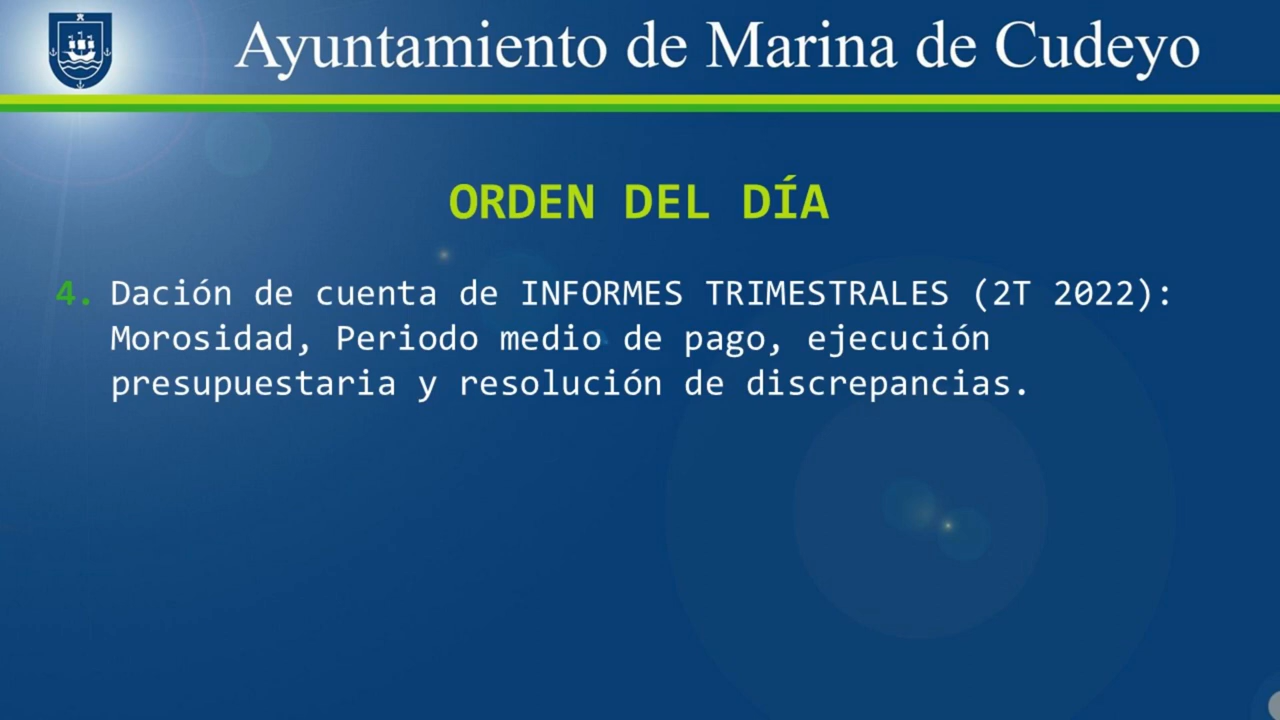 Ayuntamiento de Marina de Cudeyo
ORDEN DEL DÍA
4. Dación de cuenta de INFORMES TRIMESTRALES (2T 2022):
Morosidad, Periodo medio de pago, ejecución
presupuestaria y resolución de discrepancias.